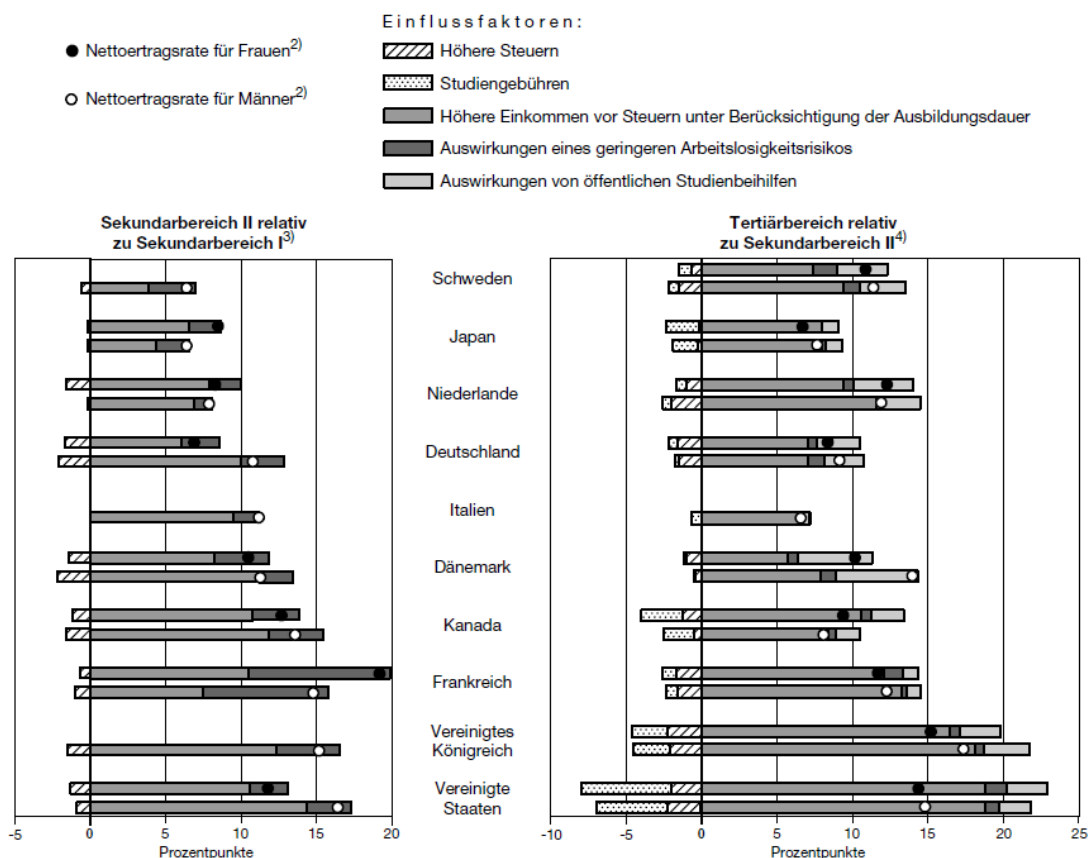 Einflussfaktoren:
Nettoertragsrate für Frauen2)
Nettoertragsrate für Männer2)
Höhere Steuern
Studiengebühren
Höhere Einkommen vor Steuern unter Berücksichtigung der Ausbildungsdauer
Auswirkungen eines geringeren Arbeitslosigkeitsrisikos
Auswirkungen von öffentlichen Studienbeihilfen
Sekundarbereich II relativ
zu Sekundarbereich I3)
Tertiärbereich relativ
zu Sekundarbereich II4)
Schweden
Japan
Niederlande
Deutschland
Italien
Dänemark
Kanada
Frankreich
Vereinigtes
Königreich
Vereinigte
Staaten
-5 0 5 10 15 20
Prozentpunkte
-10 -5 0 5 10 15 20 25
Prozentpunkte